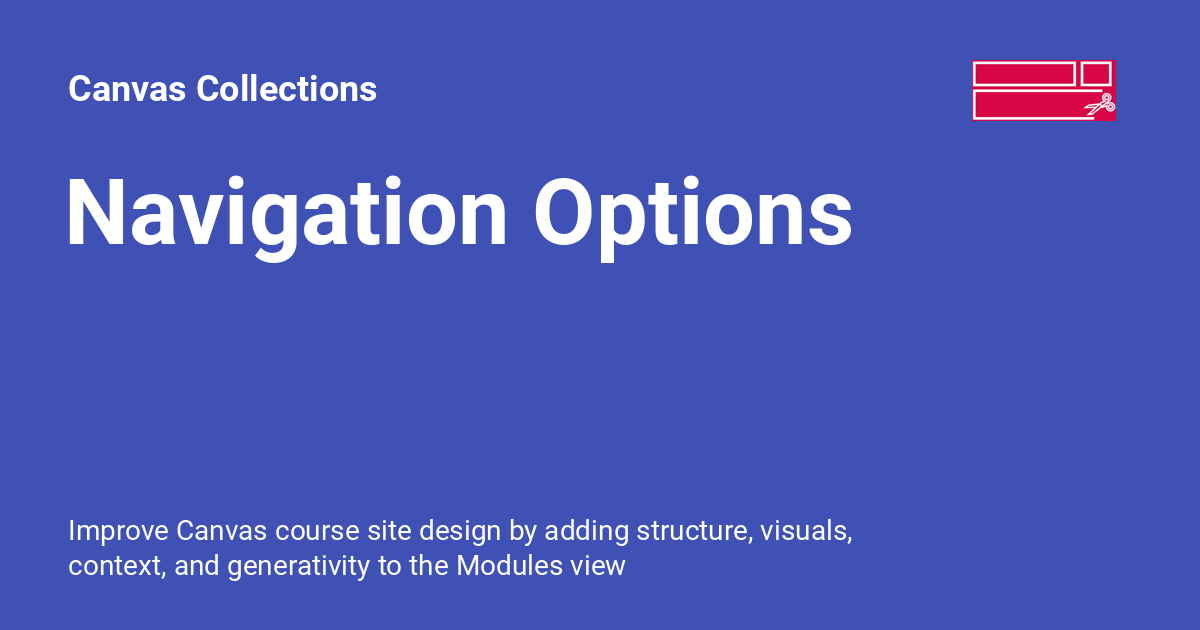 Canvas Collections
Navigation Options
Improve Canvas course site design by adding structure, visuals,
context, and generativity to the Modules view